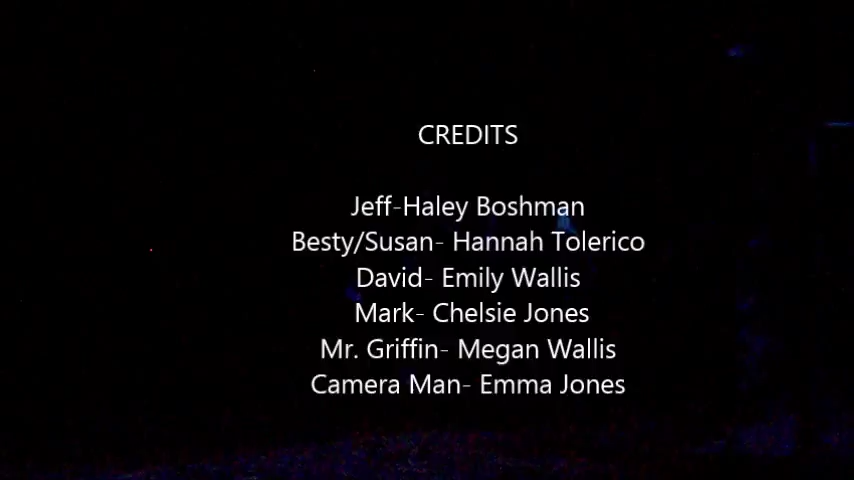 CREDITS
Jeff-Haley Boshman
Besty/Susan- Hannah Tolerico
David- Emily Wallis
Mark- Chelsie Jones
Mr. Griffin- Megan Wallis
Camera Man- Emma Jones